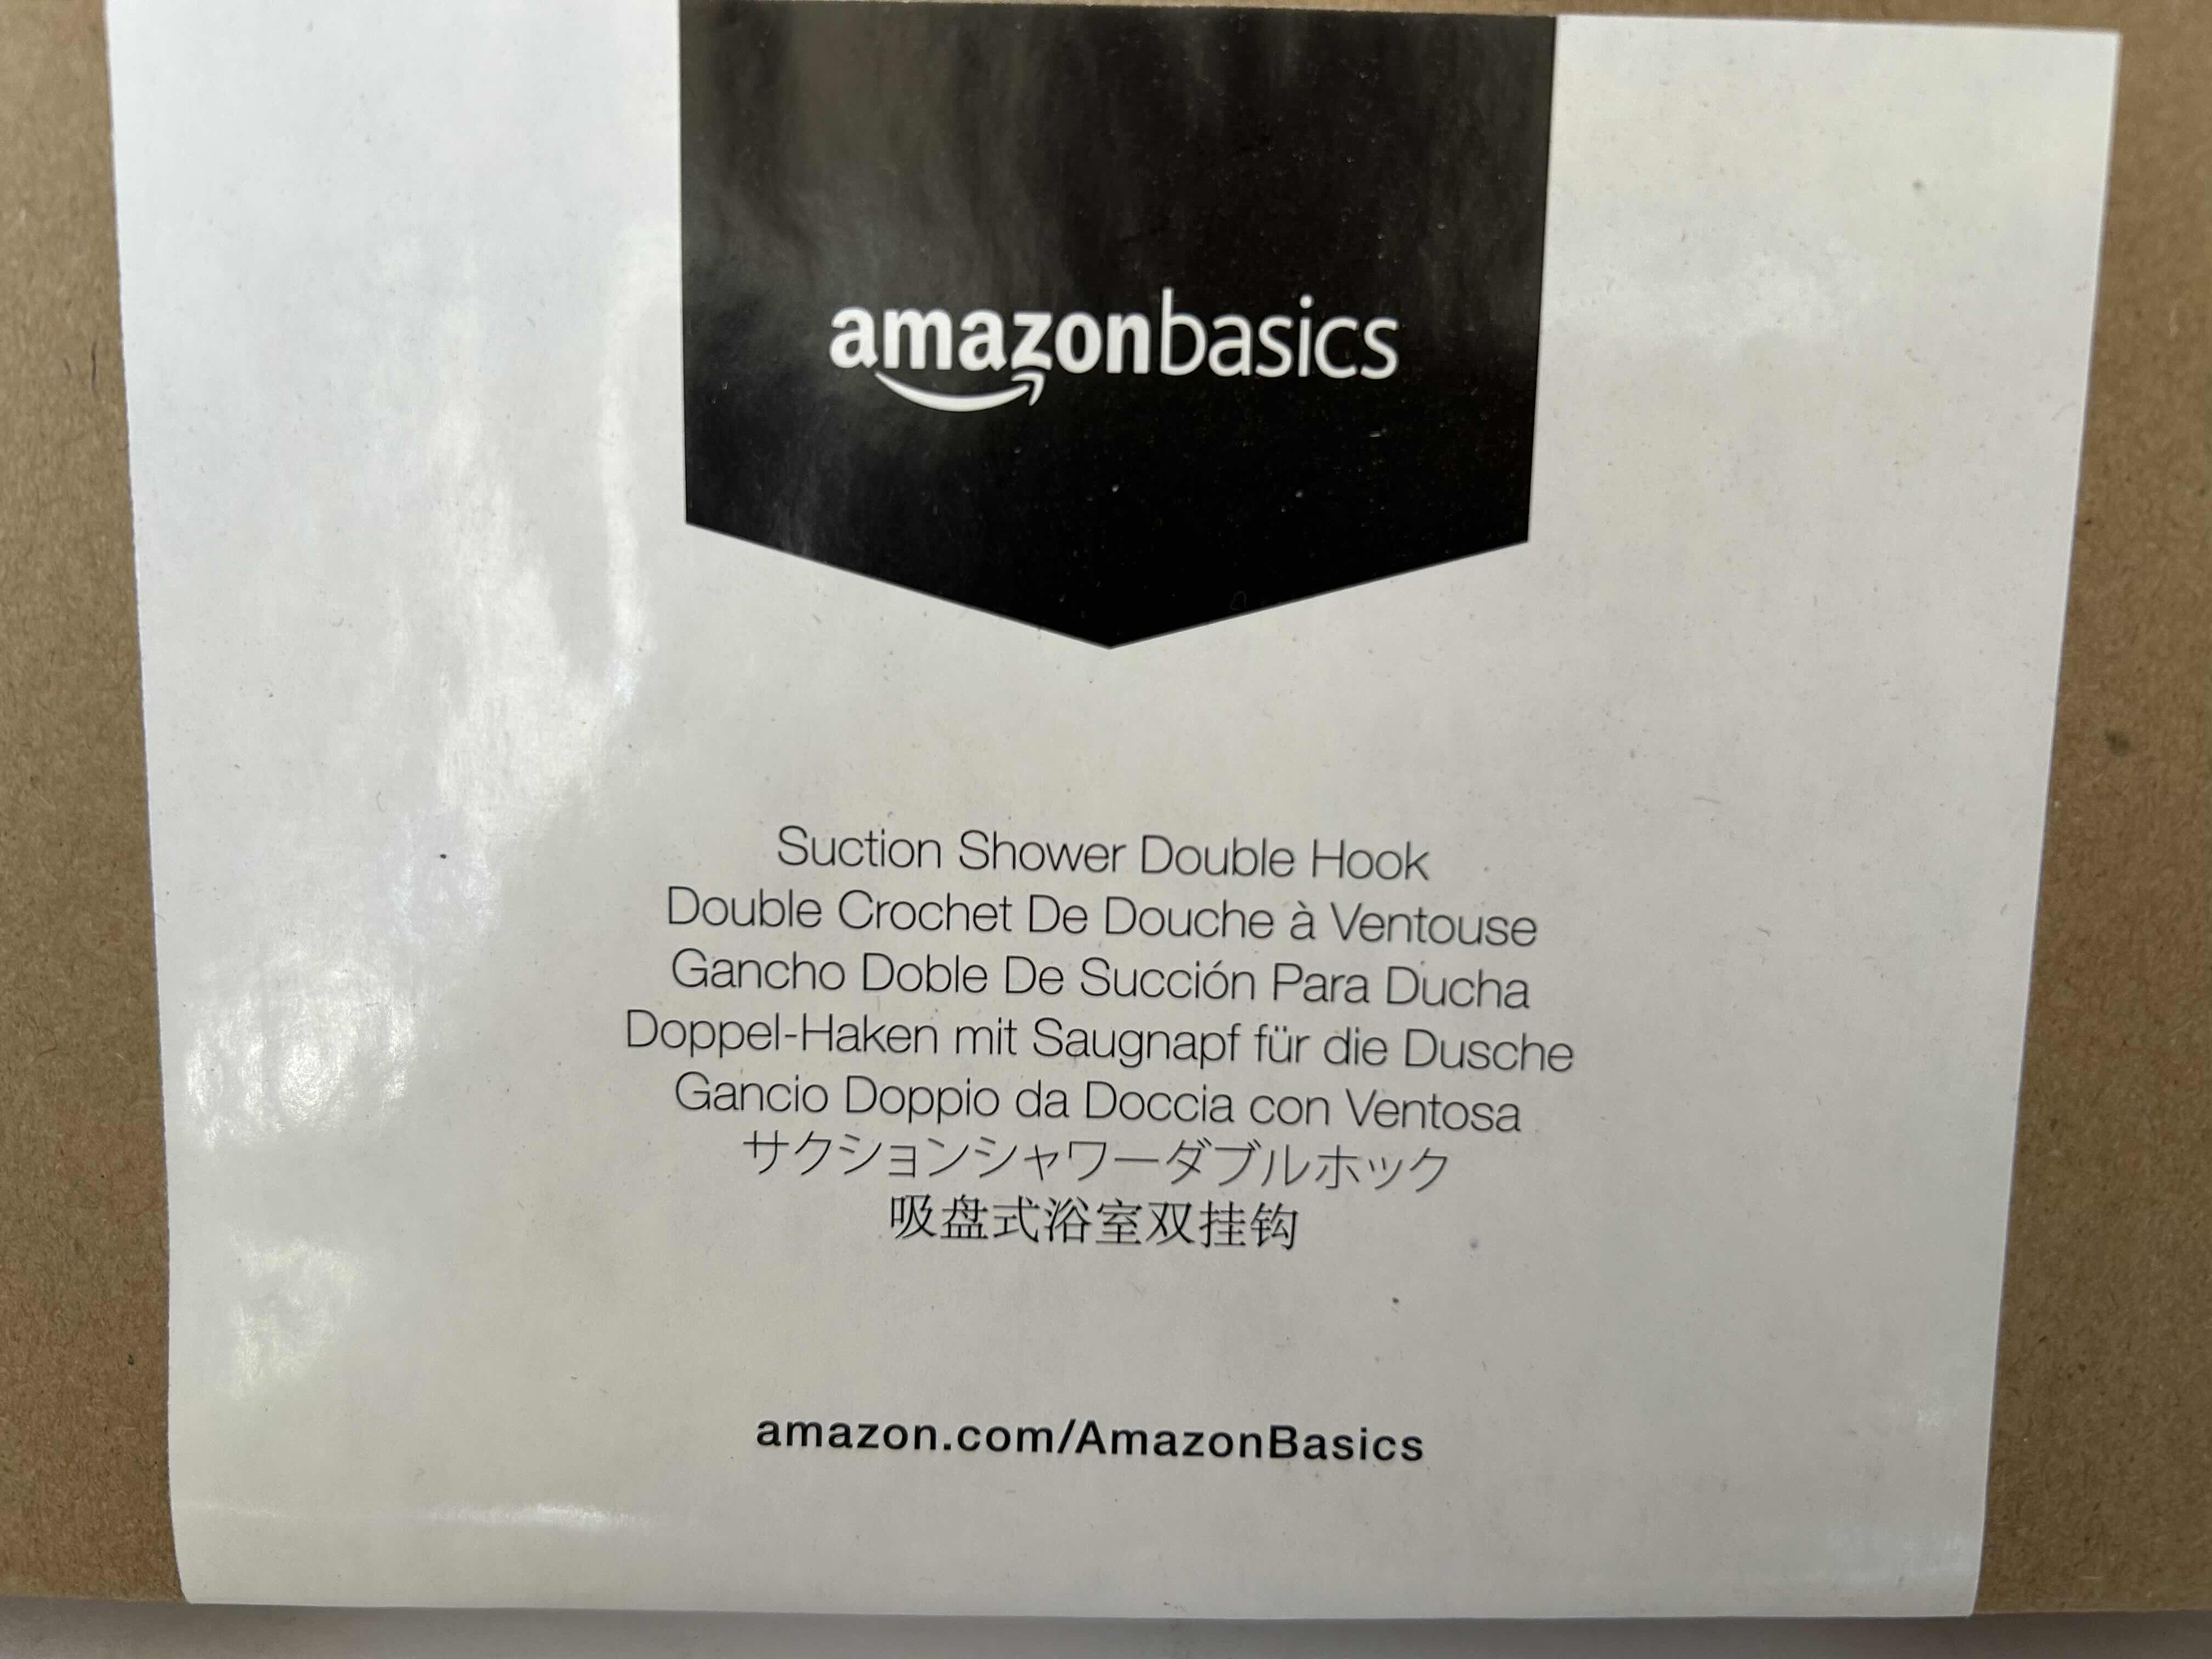 amazonbasics
Suction Shower Double Hook
Double Crochet De Douche à Ventouse
Gancho Doble De Succión Para Ducha
Doppel-Haken mit Saugnapf für die Dusche
Gancio Doppio da Doccia con Ventosa
サクションシャワーダブルホック
吸盘式浴室双挂钩
amazon.com/AmazonBasics